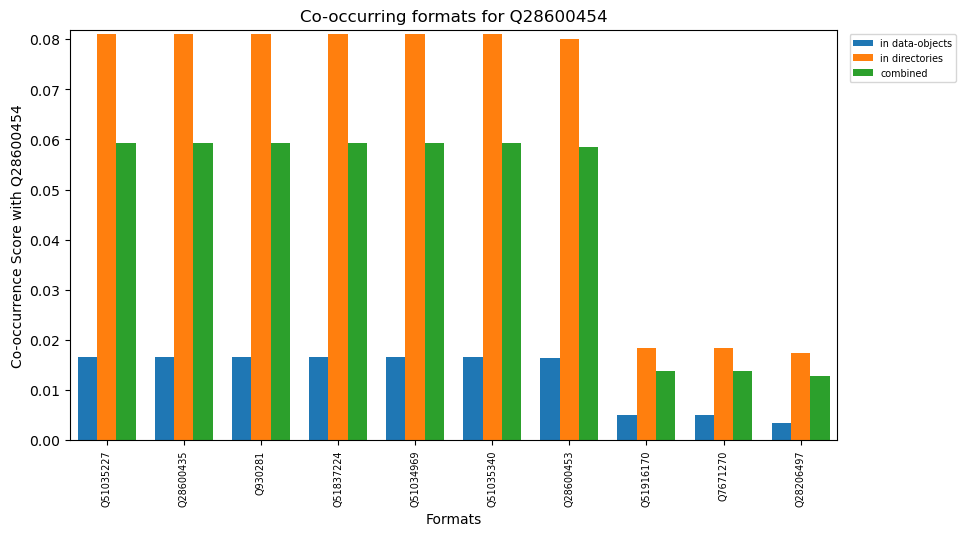 Co-occurring formats for Q28600454
Co-occurrence Score with Q28600454
0.08
0.07
0.06
0.05
0.04
0.03
0.02
0.01
0.00
Q51035227
Q28600435
Q930281
Q51837224
Q51034969
Q51035340
Q28600453
Q51916170
Q7671270
Q28206497
Formats
in data-objects
in directories
combined